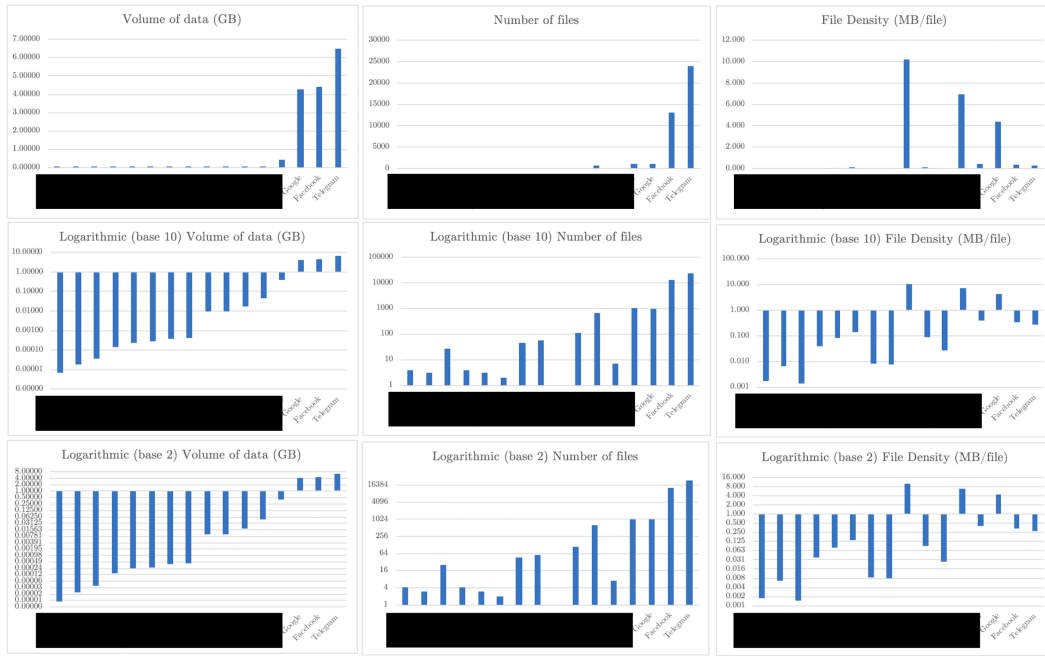 Volume of data (GB)
7.00000
6.00000
5.00000
4.00000
3.00000
2.00000
1.00000
0.00000
Google
Facebook
Telegram
Number of files
30000
25000
20000
15000
10000
5000
0
Google
Facebook
Telegram
File Density (MB/file)
12.000
10.000
8.000
6.000
4.000
2.000
0.000
Google
Facebook
Telegram
Logarithmic (base 10) Volume of data (GB)
10.00000
1.00000
0.10000
0.01000
0.00100
0.00010
0.00001
0.00000
Google
Facebook
Telegram
Logarithmic (base 10) Number of files
100000
10000
1000
100
10
1
Google
Facebook
Telegram
Logarithmic (base 10) File Density (MB/file)
100.000
10.000
1.000
0.100
0.010
0.001
Google
Facebook
Telegram
Logarithmic (base 2) Volume of data (GB)
8.00000
4.00000
2.00000
1.00000
0.50000
0.25000
0.12500
0.06250
0.03125
0.01563
0.00781
0.00391
0.00195
0.00098
0.00049
0.00024
0.00012
0.00006
0.00003
0.00002
0.00001
0.00000
Google
Facebook
Telegram
Logarithmic (base 2) Number of files
16384
4096
1024
256
64
16
4
1
Google
Facebook
Telegram
Logarithmic (base 2) File Density (MB/file)
16.000
8.000
4.000
2.000
1.000
0.500
0.250
0.125
0.063
0.031
0.016
0.008
0.004
0.002
0.001
Google
Facebook
Telegram